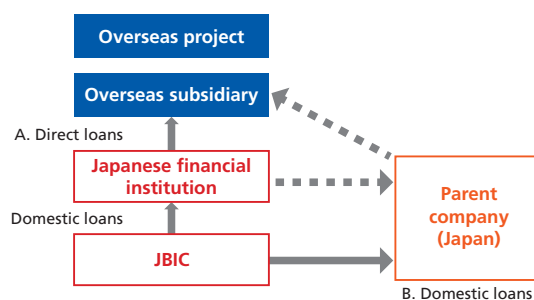 Overseas project
Overseas subsidiary
A. Direct loans
Japanese financial
institution
Domestic loans
JBIC
Parent
company
(Japan)
B. Domestic loans